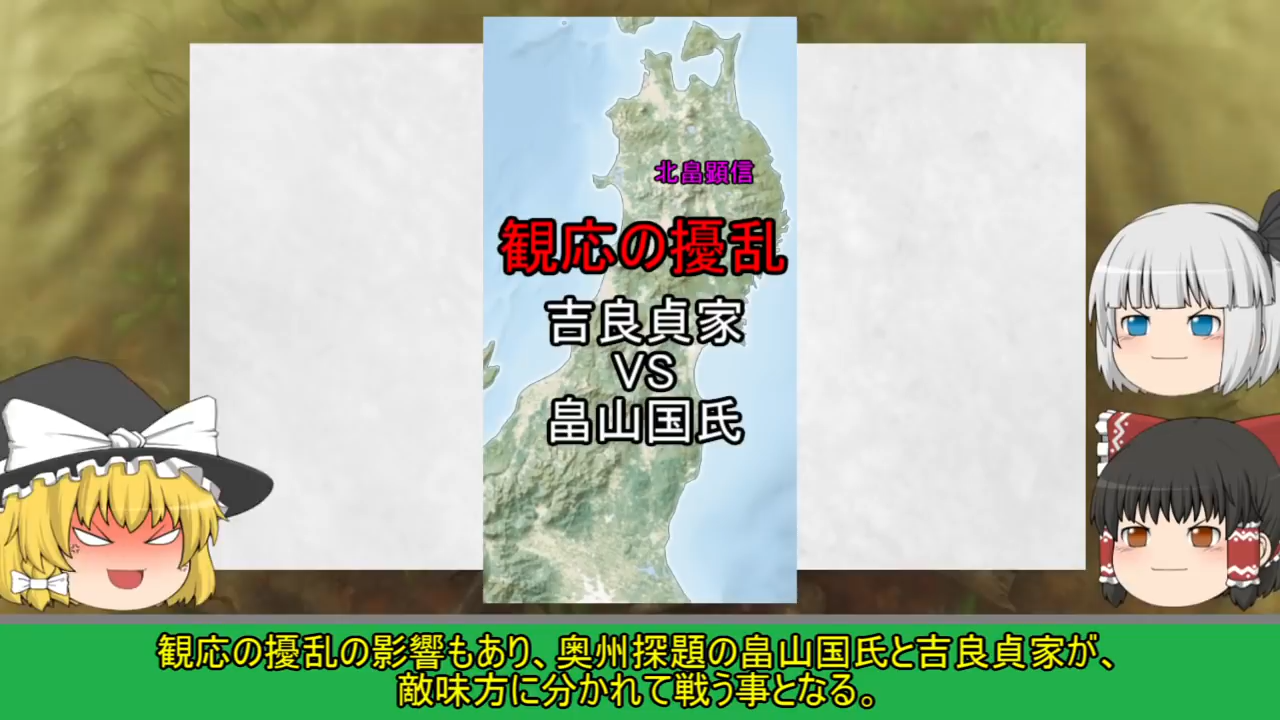 北畠顕信
観応の擾乱
吉良貞家
VS
畠山国氏
観応の擾乱の影響もあり、奥州探題の畠山国氏と吉良貞家が、
敵味方に分かれて戦う事となる。